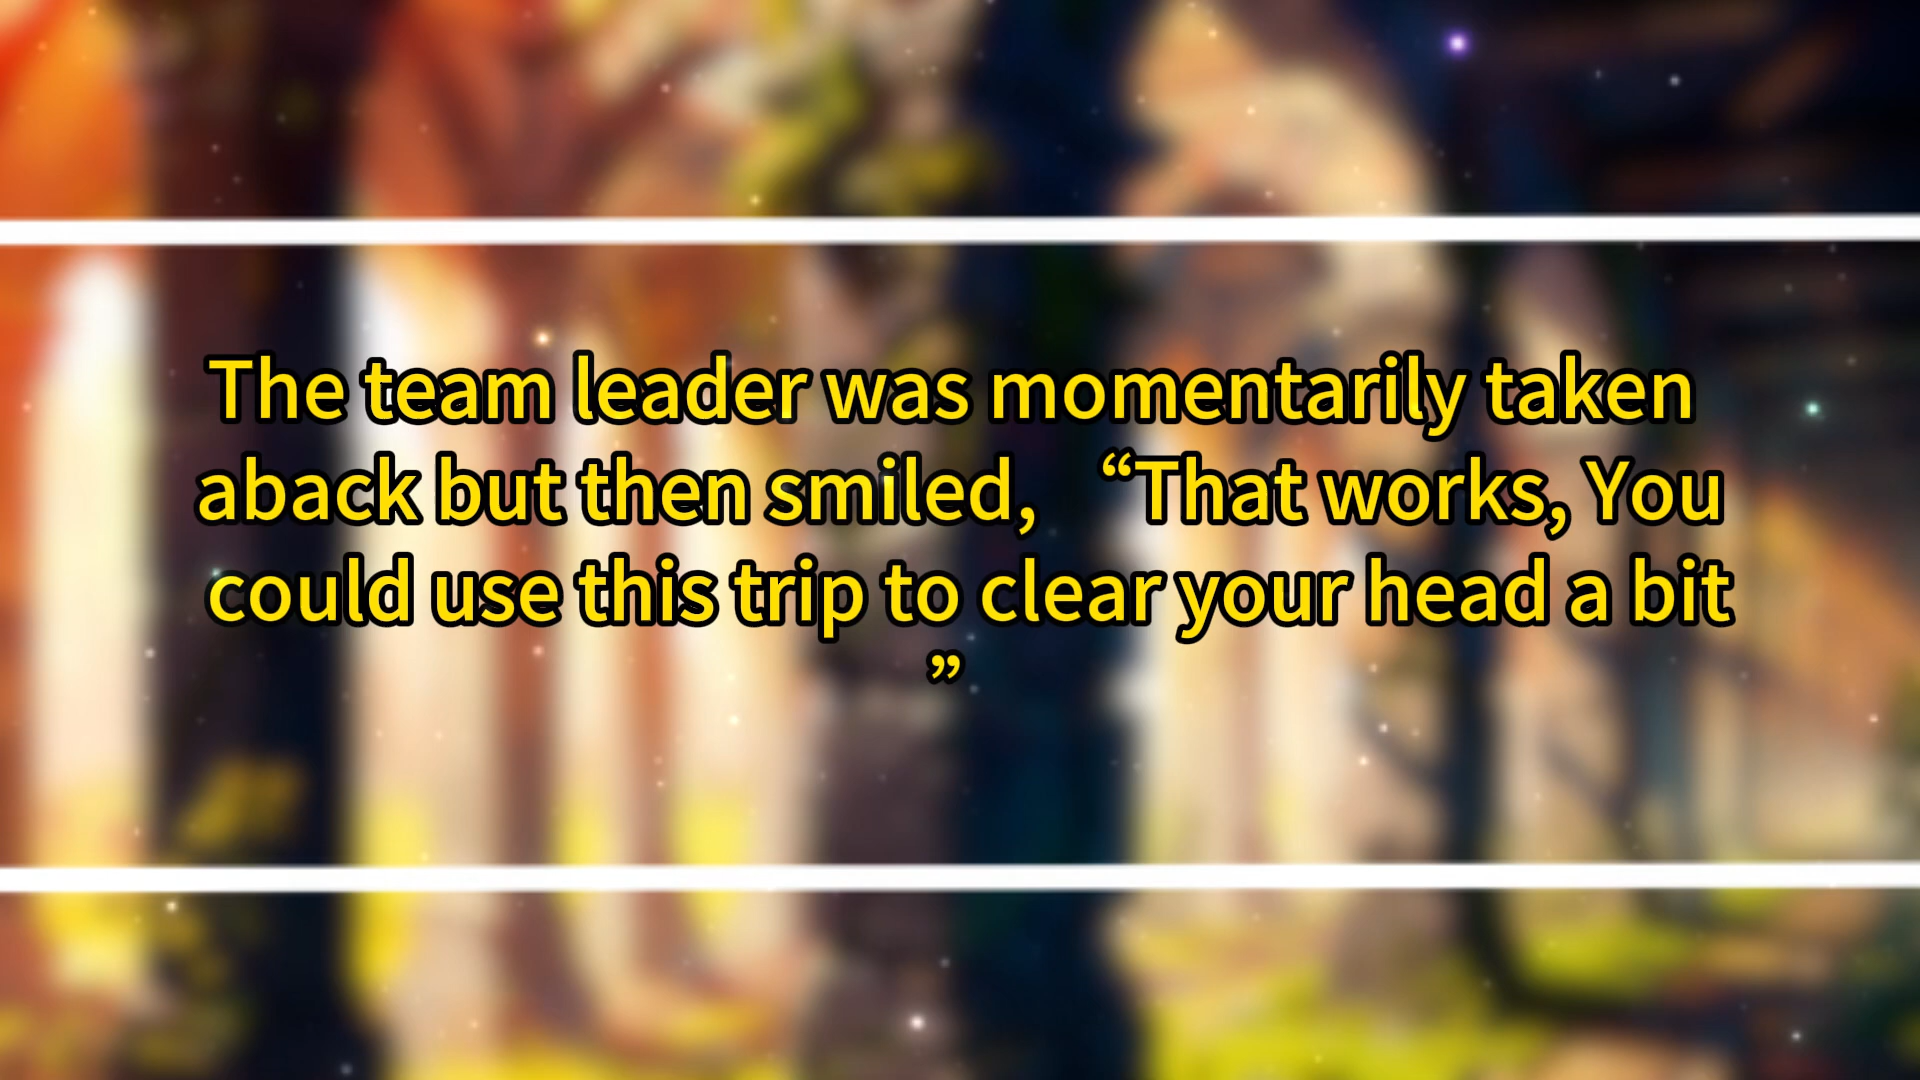 The team leader was momentarily taken
aback but then smiled, “That works, You
could use this trip to clear your head a bit
”